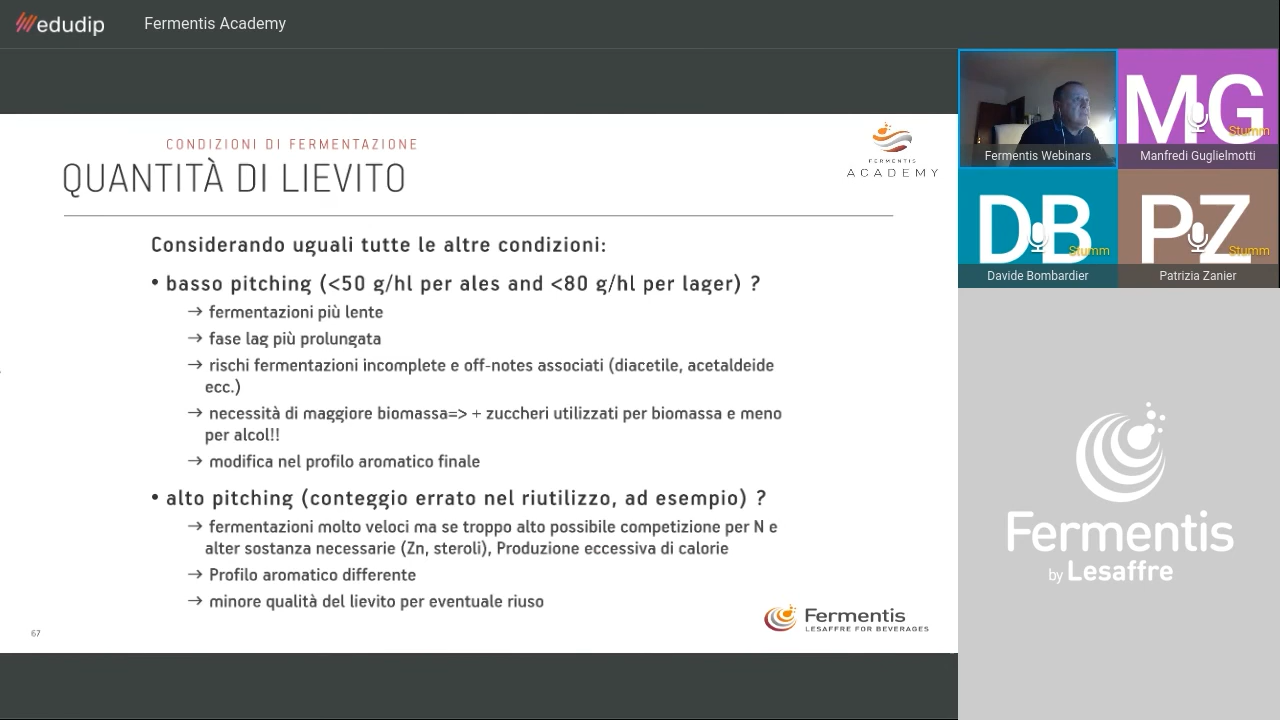 edudip
Fermentis Academy
CONDIZIONI DI FERMENTAZIONE
QUANTITÀ DI LIEVITO
FERMENTIS
ACADEMY
Considerando uguali tutte le altre condizioni:
• basso pitching (<50 g/hl per ales and <80 g/hl per lager) ?
→ fermentazioni più lente
→ fase lag più prolungata
→ rischi fermentazioni incomplete e off-notes associati (diacetile, acetaldeide
ecc.)
→ necessità di maggiore biomassa=> + zuccheri utilizzati per biomassa e meno
per alcol!!
→ modifica nel profilo aromatico finale
• alto pitching (conteggio errato nel riutilizzo, ad esempio) ?
→ fermentazioni molto veloci ma se troppo alto possibile competizione per N e
alter sostanza necessarie (Zn, steroli), Produzione eccessiva di calorie
→ Profilo aromatico differente
→ minore qualità del lievito per eventuale riuso
67
Fermentis
LESAFFRE FOR BEVERAGES
Fermentis Webinars
MG
Stumm
Manfredi Guglielmotti
DB
Stumm
Davide Bombardier
PZ
Stumm
Patrizia Zanier
Fermentis
by Lesaffre